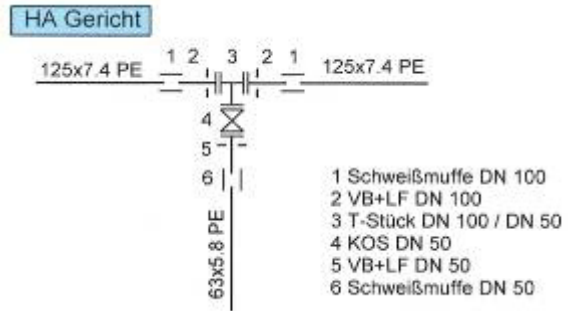 HA Gericht
1 2 3 2 1
125x7.4 PE 125x7.4 PE
4
5
6
63x5.8 PE
1 Schweißmuffe DN 100
2 VB+LF DN 100
3 T-Stück DN 100 / DN 50
4 KOS DN 50
5 VB+LF DN 50
6 Schweißmuffe DN 50